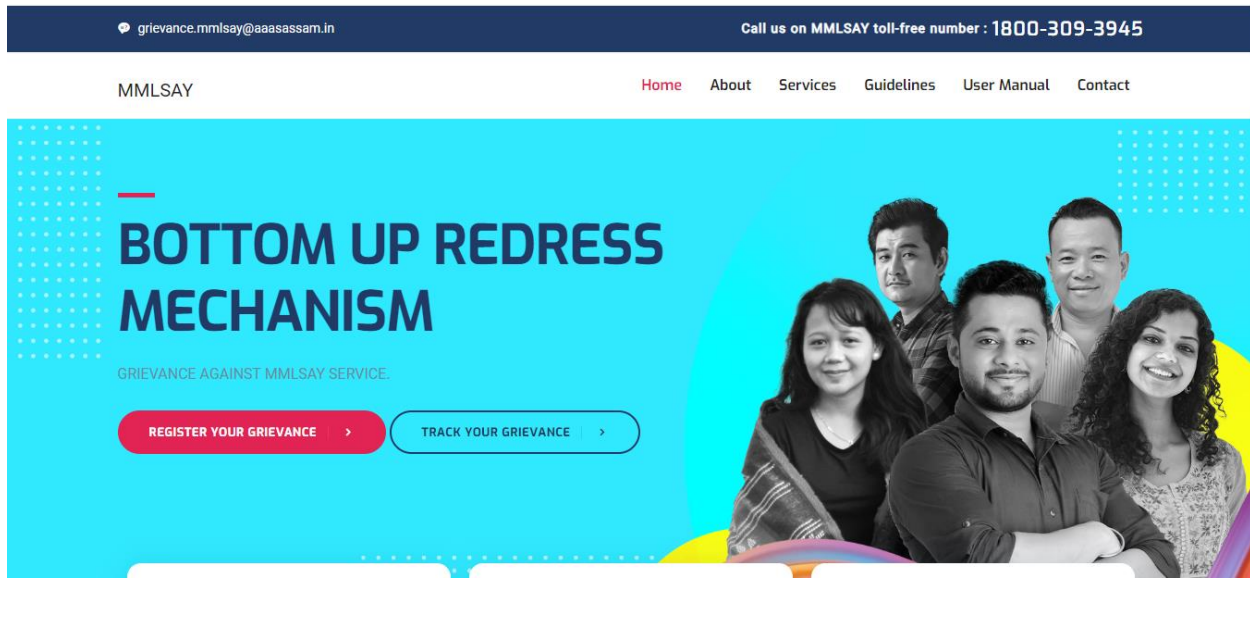 grievance.mmlsay@aaasassam.in
Call us on MMLSAY toll-free number : 1800-309-3945
MMLSAY
Home About Services Guidelines User Manual Contact
BOTTOM UP REDRESS
MECHANISM
GRIEVANCE AGAINST MMLSAY SERVICE.
REGISTER YOUR GRIEVANCE >
TRACK YOUR GRIEVANCE >